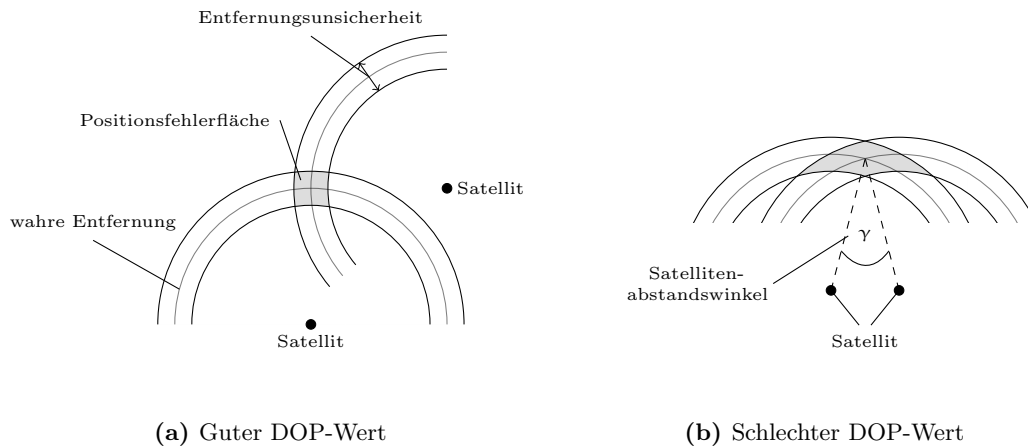 Entfernungsunsicherheit
Positionsfehlerfläche
wahre Entfernung
Satellit
Satellit
(a) Guter DOP-Wert
γ
Satelliten-
abstandswinkel
Satellit
(b) Schlechter DOP-Wert